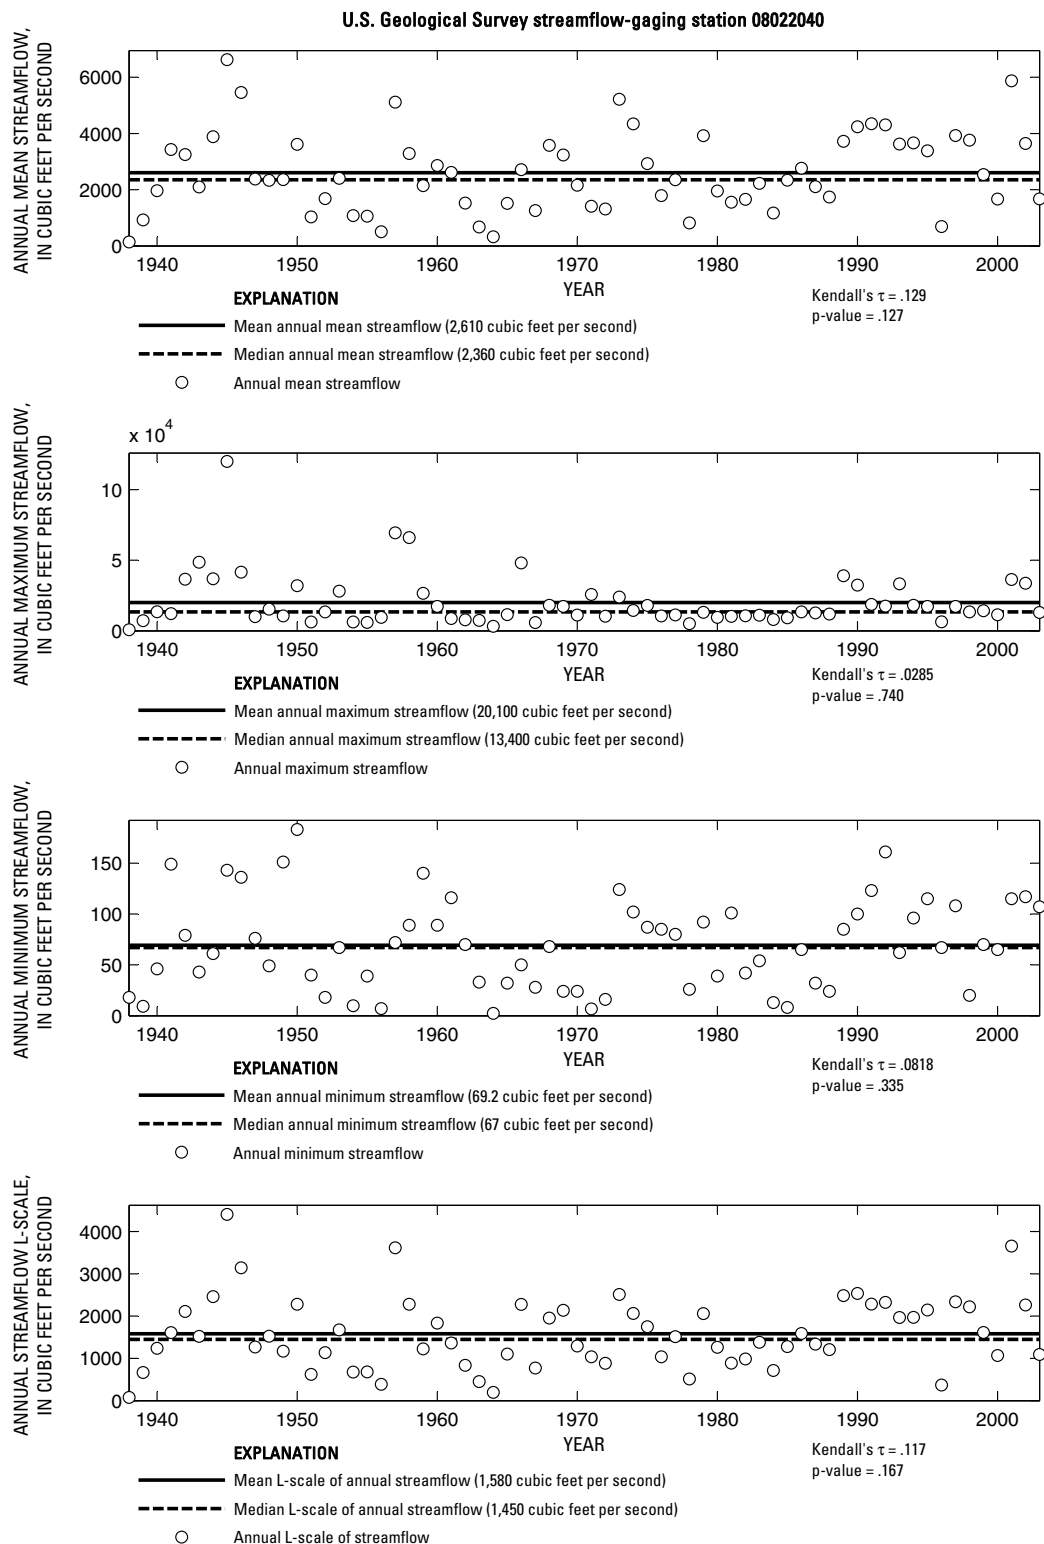 U.S. Geological Survey streamflow-gaging station 08022040
ANNUAL MEAN STREAMFLOW,
IN CUBIC FEET PER SECOND
6000
4000
2000
0
1940 1950 1960 1970 1980 1990 2000
YEAR
Kendall's τ = .129
p-value = .127
EXPLANATION
Mean annual mean streamflow (2,610 cubic feet per second)
Median annual mean streamflow (2,360 cubic feet per second)
Annual mean streamflow
ANNUAL MAXIMUM STREAMFLOW,
IN CUBIC FEET PER SECOND
x 10⁴
10
5
0
1940 1950 1960 1970 1980 1990 2000
YEAR
Kendall's τ = .0285
p-value = .740
EXPLANATION
Mean annual maximum streamflow (20,100 cubic feet per second)
Median annual maximum streamflow (13,400 cubic feet per second)
Annual maximum streamflow
ANNUAL MINIMUM STREAMFLOW,
IN CUBIC FEET PER SECOND
150
100
50
0
1940 1950 1960 1970 1980 1990 2000
YEAR
Kendall's τ = .0818
p-value = .335
EXPLANATION
Mean annual minimum streamflow (69.2 cubic feet per second)
Median annual minimum streamflow (67 cubic feet per second)
Annual minimum streamflow
ANNUAL STREAMFLOW L-SCALE,
IN CUBIC FEET PER SECOND
4000
3000
2000
1000
0
1940 1950 1960 1970 1980 1990 2000
YEAR
Kendall's τ = .117
p-value = .167
EXPLANATION
Mean L-scale of annual streamflow (1,580 cubic feet per second)
Median L-scale of annual streamflow (1,450 cubic feet per second)
Annual L-scale of streamflow